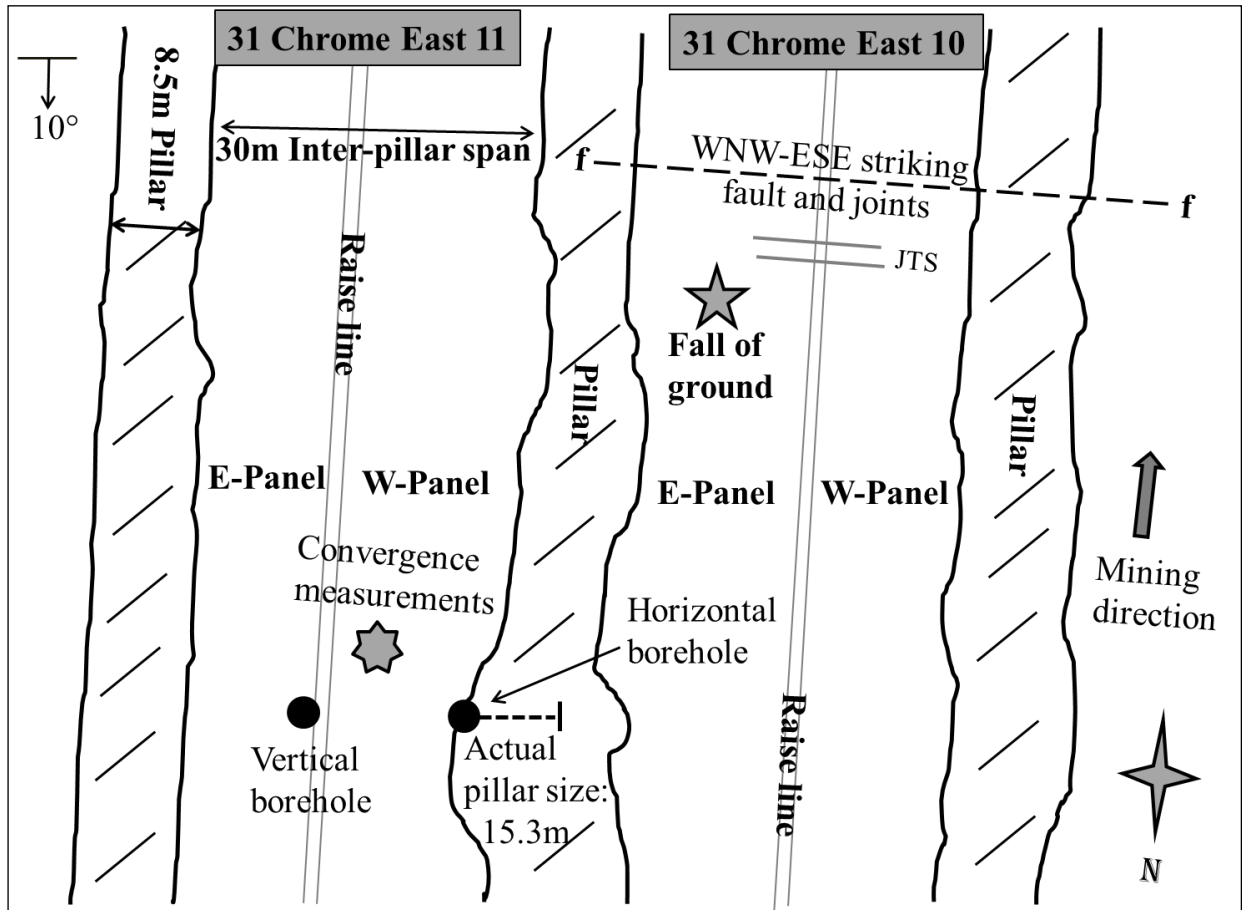 31 Chrome East 11
31 Chrome East 10
10°
8.5m Pillar
30m Inter-pillar span
f
WNW-ESE striking
fault and joints
f
JTS
Raise line
Fall of
ground
Pillar
Pillar
E-Panel
W-Panel
E-Panel
W-Panel
Convergence
measurements
Mining
direction
Horizontal
borehole
Vertical
borehole
Actual
pillar size:
15.3m
Raise line
N